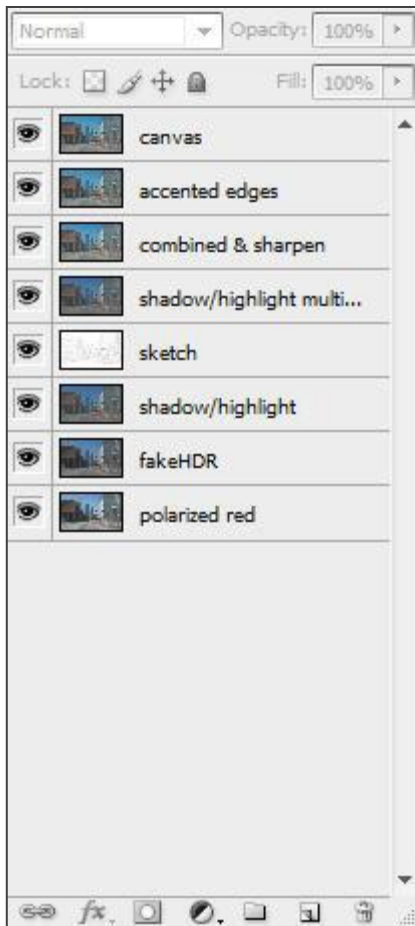 Normal Opacity: 100%
Lock: Fill: 100%
canvas
accented edges
combined & sharpen
shadow/highlight multi...
sketch
shadow/highlight
fakeHDR
polarized red
fx